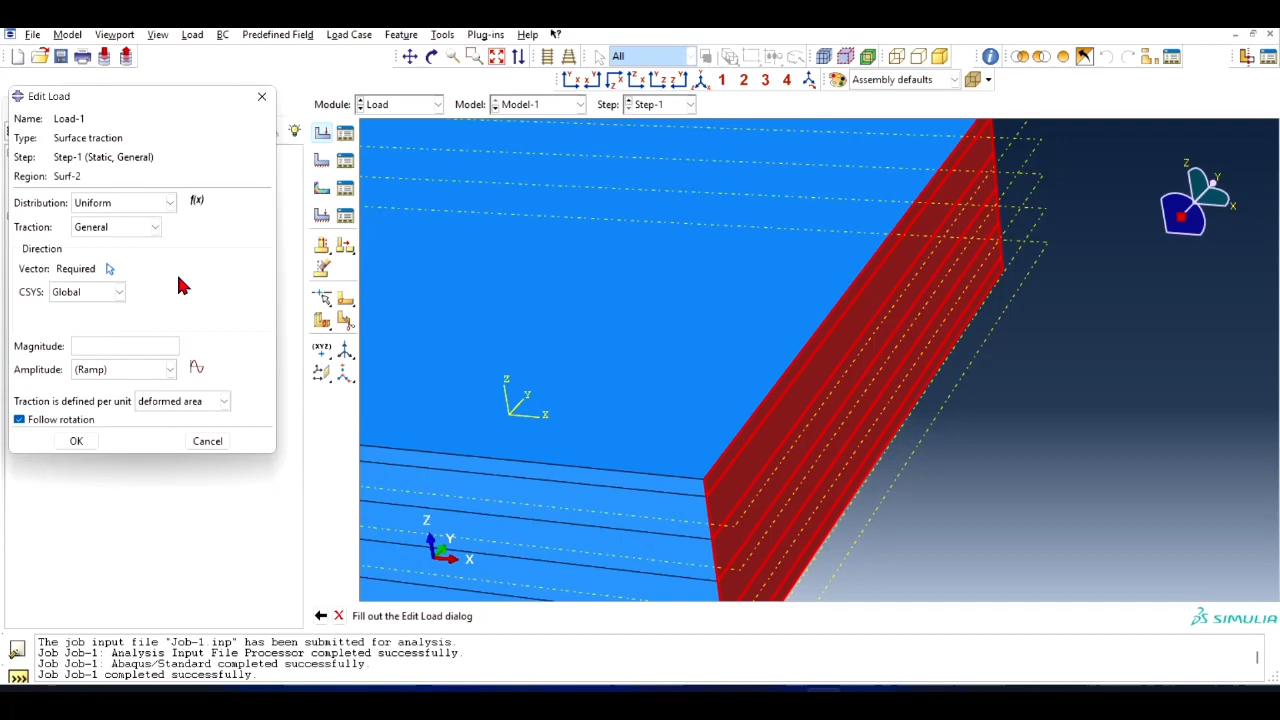 File Model Viewport View Load BC Predefined Field Load Case Feature Tools Plug-ins Help
All
1 2 3 4 Assembly defaults
Module: Load Model: Model-1 Step: Step-1
Edit Load
Name: Load-1
Type: Surface traction
Step: Step-1 (Static, General)
Region: Surf-2
Distribution: Uniform f(x)
Traction: General
Direction
Vector: Required
CSYS: Global
Magnitude:
Amplitude: (Ramp)
Traction is defined per unit deformed area
Follow rotation
OK Cancel
(XYZ)
Z
Y
X
Z
Y
X
Z
Y
X
Fill out the Edit Load dialog
SIMULIA
The job input file "Job-1.inp" has been submitted for analysis.
Job Job-1: Analysis Input File Processor completed successfully.
Job Job-1: Abaqus/Standard completed successfully.
Job Job-1 completed successfully.
>>>